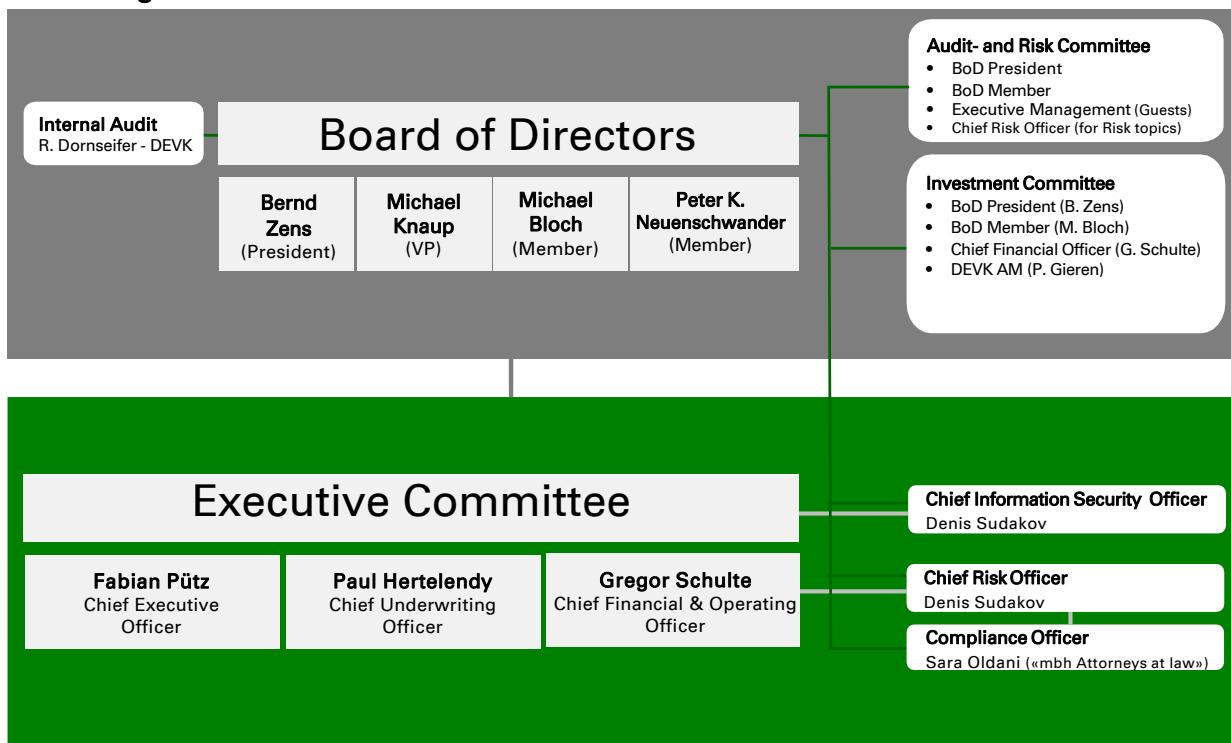 Internal Audit
R. Dornseifer - DEVK
Board of Directors
Bernd
Zens
(President)
Michael
Knaup
(VP)
Michael
Bloch
(Member)
Peter K.
Neuenschwander
(Member)
Audit- and Risk Committee
• BoD President
• BoD Member
• Executive Management (Guests)
• Chief Risk Officer (for Risk topics)
Investment Committee
• BoD President (B. Zens)
• BoD Member (M. Bloch)
• Chief Financial Officer (G. Schulte)
• DEVK AM (P. Gieren)
Executive Committee
Fabian Pütz
Chief Executive
Officer
Paul Hertelendy
Chief Underwriting
Officer
Gregor Schulte
Chief Financial & Operating
Officer
Chief Information Security Officer
Denis Sudakov
Chief Risk Officer
Denis Sudakov
Compliance Officer
Sara Oldani («mbh Attorneys at law»)